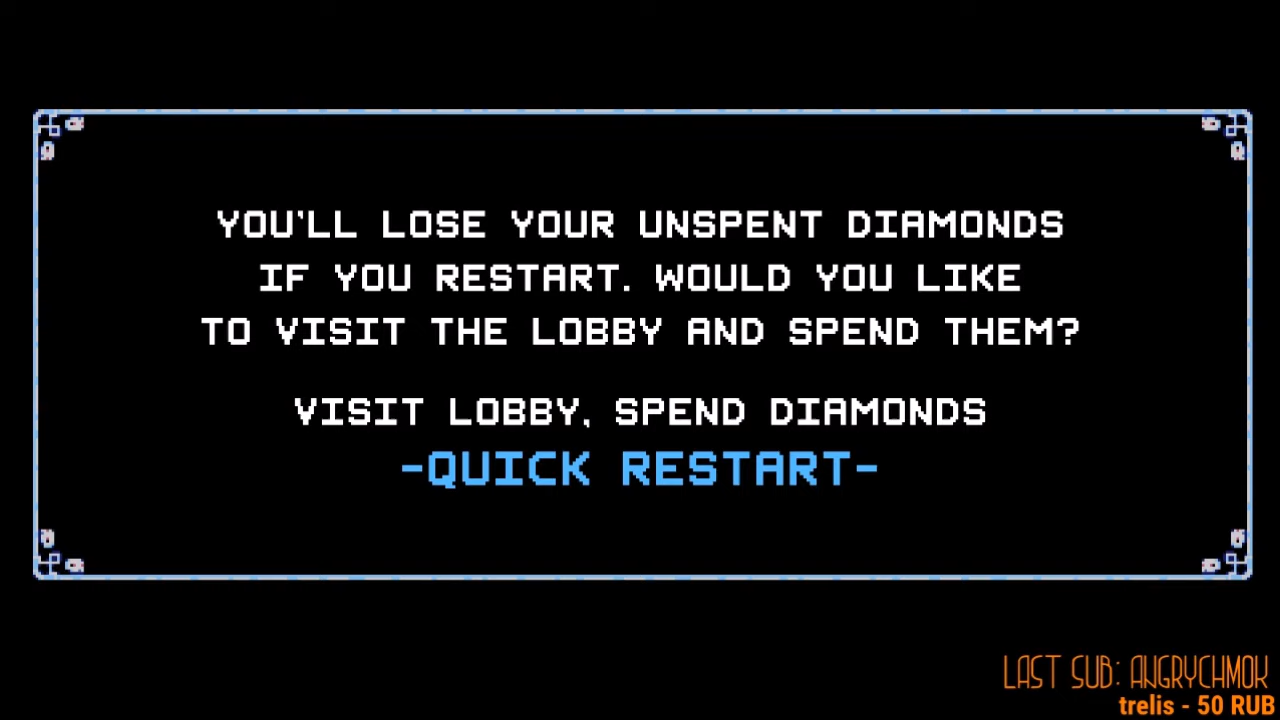 YOU'LL LOSE YOUR UNSPENT DIAMONDS
IF YOU RESTART. WOULD YOU LIKE
TO VISIT THE LOBBY AND SPEND THEM?
VISIT LOBBY, SPEND DIAMONDS
-QUICK RESTART-
LAST SUB: ANGRYCHMOK
trelis - 50 RUB